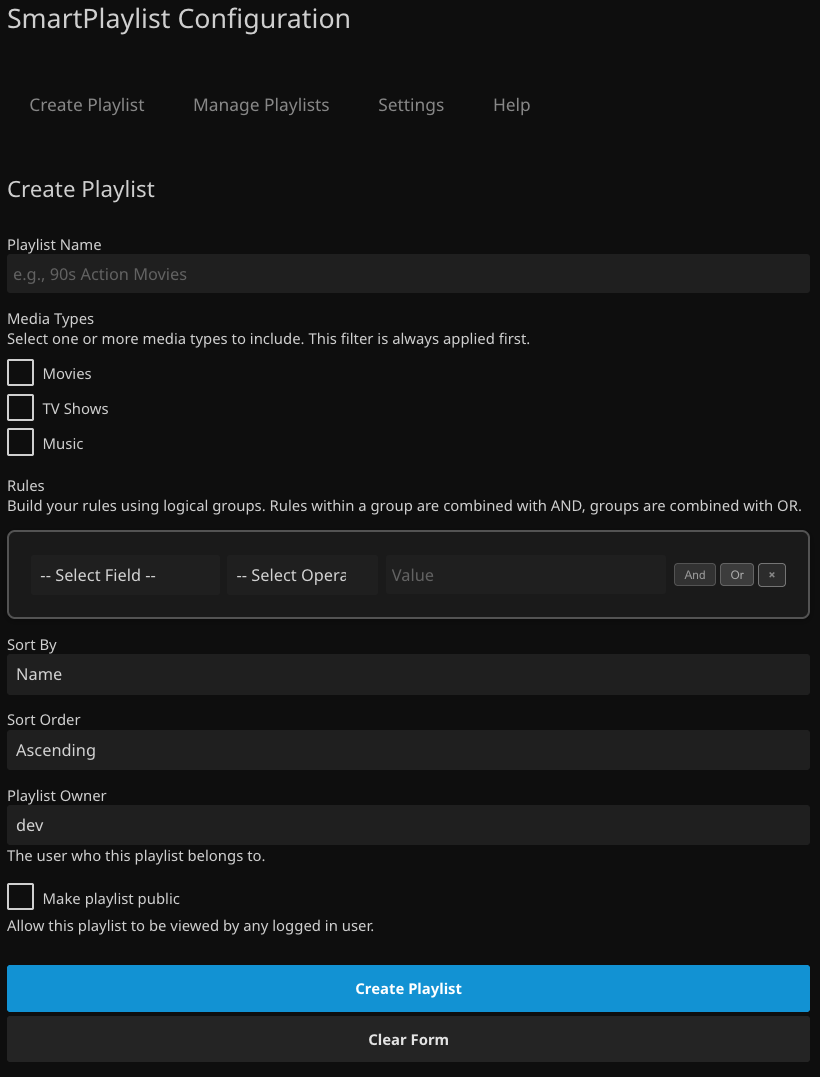 SmartPlaylist Configuration
Create Playlist Manage Playlists Settings Help
Create Playlist
Playlist Name
e.g., 90s Action Movies
Media Types
Select one or more media types to include. This filter is always applied first.
Movies
TV Shows
Music
Rules
Build your rules using logical groups. Rules within a group are combined with AND, groups are combined with OR.
-- Select Field -- -- Select Opera Value And Or ×
Sort By
Name
Sort Order
Ascending
Playlist Owner
dev
The user who this playlist belongs to.
Make playlist public
Allow this playlist to be viewed by any logged in user.
Create Playlist
Clear Form